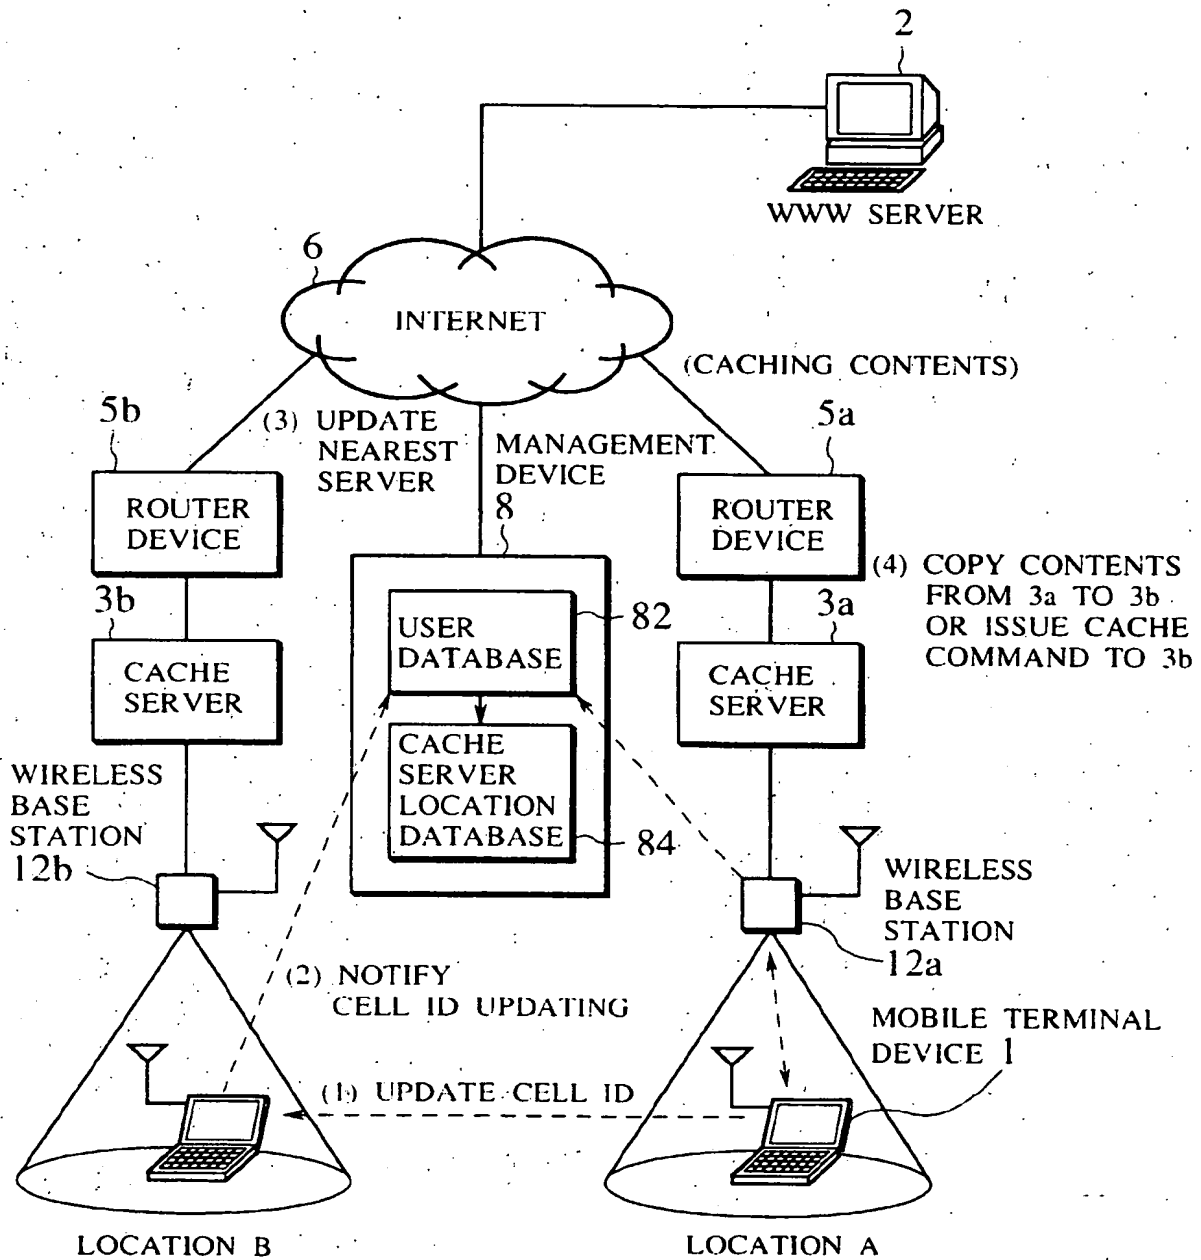 2
WWW SERVER
6
INTERNET
(CACHING CONTENTS)
5b
(3) UPDATE
NEAREST
SERVER
MANAGEMENT
DEVICE
8
5a
ROUTER
DEVICE
ROUTER
DEVICE
(4) COPY CONTENTS
FROM 3a TO 3b
OR ISSUE CACHE
COMMAND TO 3b
3b
3a
USER
DATABASE
82
CACHE
SERVER
CACHE
SERVER
CACHE
SERVER
LOCATION
DATABASE
84
WIRELESS
BASE
STATION
12b
WIRELESS
BASE
STATION
12a
(2) NOTIFY
CELL ID UPDATING
MOBILE TERMINAL
DEVICE 1
(1) UPDATE CELL ID
LOCATION B
LOCATION A